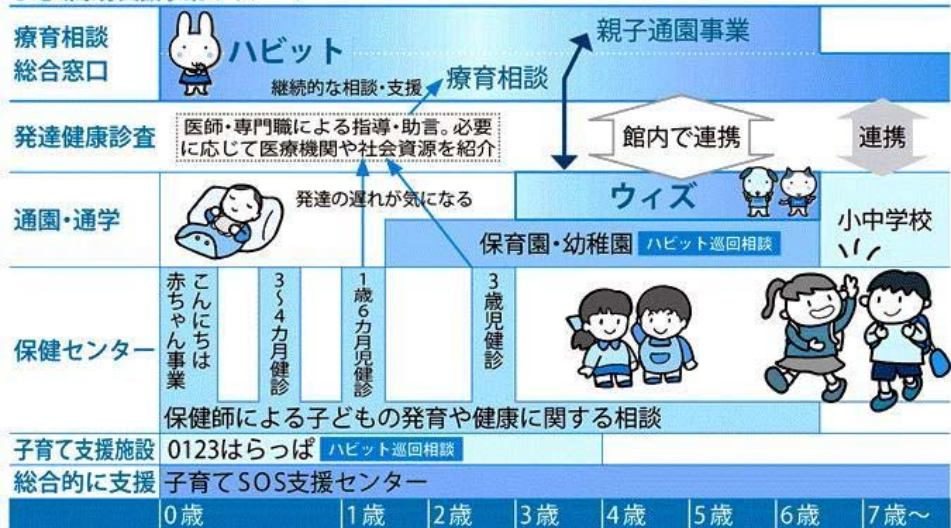 療育相談
総合窓口
ハビット
継続的な相談・支援
療育相談
親子通園事業
発達健康診査
医師・専門職による指導・助言。必要
に応じて医療機関や社会資源を紹介
館内で連携
連携
通園・通学
発達の遅れが気になる
ウィズ
保育園・幼稚園 ハビット巡回相談
小中学校
保健センター
こんにちは
赤ちゃん事業
3〜4カ月健診
1歳6カ月児健診
3歳児健診
保健師による子どもの発育や健康に関する相談
子育て支援施設
0123はらっぱ ハビット巡回相談
総合的に支援
子育てSOS支援センター
0歳 1歳 2歳 3歳 4歳 5歳 6歳 7歳〜